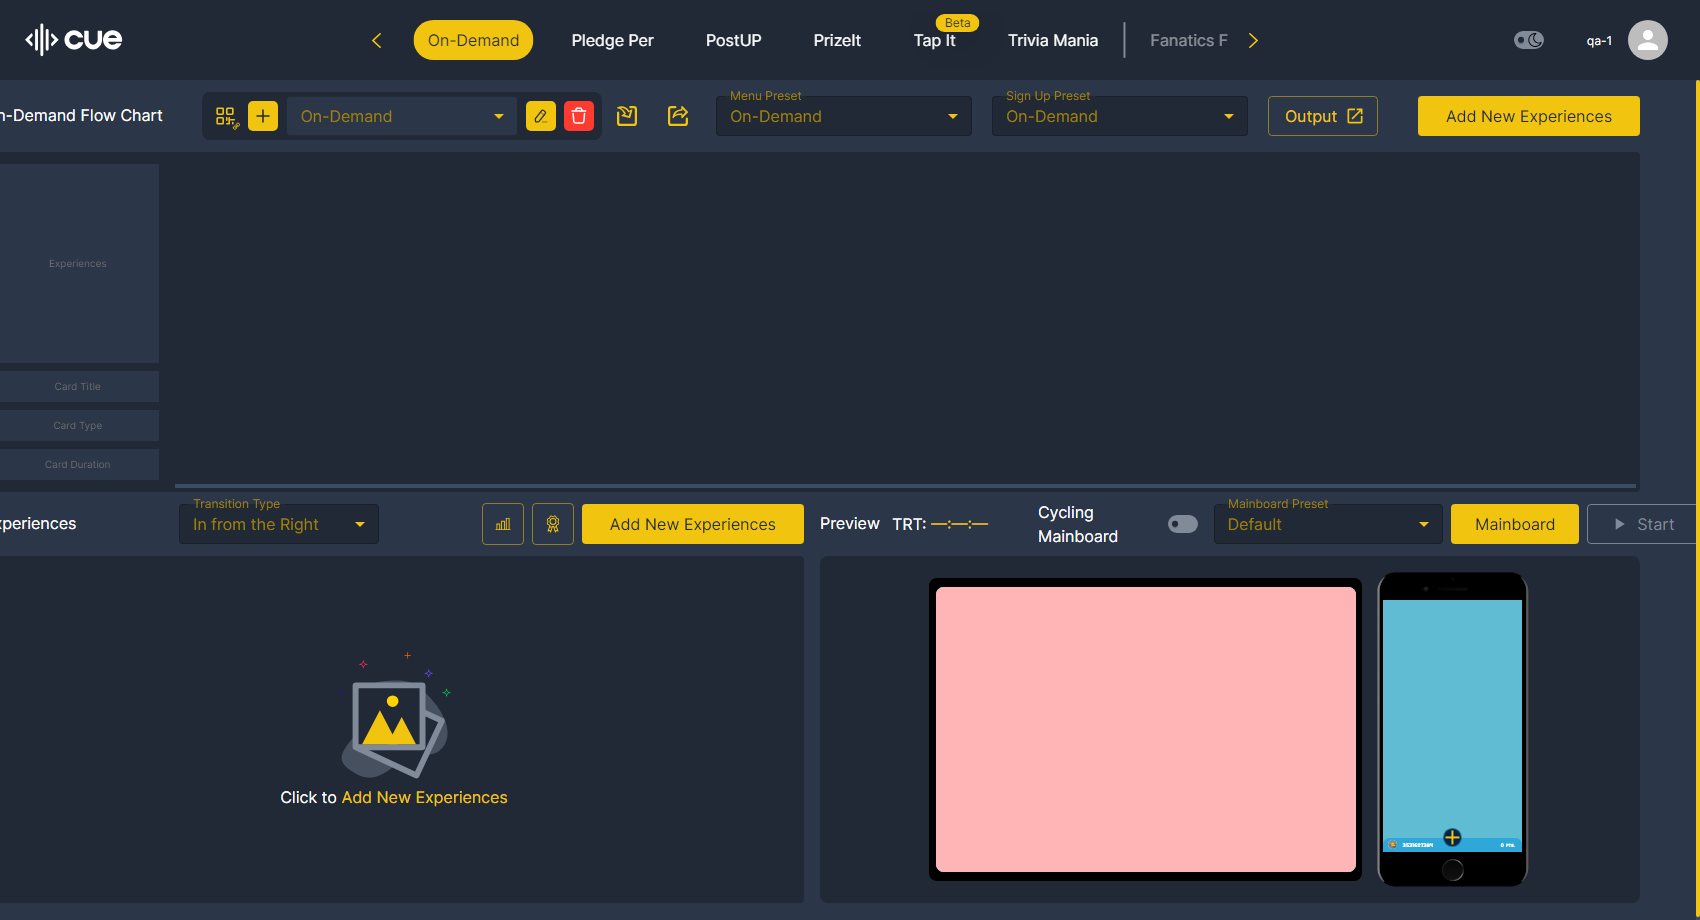 cue
On-Demand
Pledge Per
PostUP
PrizeIt
Beta
Tap It
Trivia Mania
Fanatics F
qa-1
n-Demand Flow Chart
On-Demand
Menu Preset
On-Demand
Sign Up Preset
On-Demand
Output
Add New Experiences
Experiences
Card Title
Card Type
Card Duration
xperiences
Transition Type
In from the Right
Add New Experiences
Preview TRT: —:—:—
Cycling
Mainboard
Mainboard Preset
Default
Mainboard
Start
Click to Add New Experiences
0 PTS.